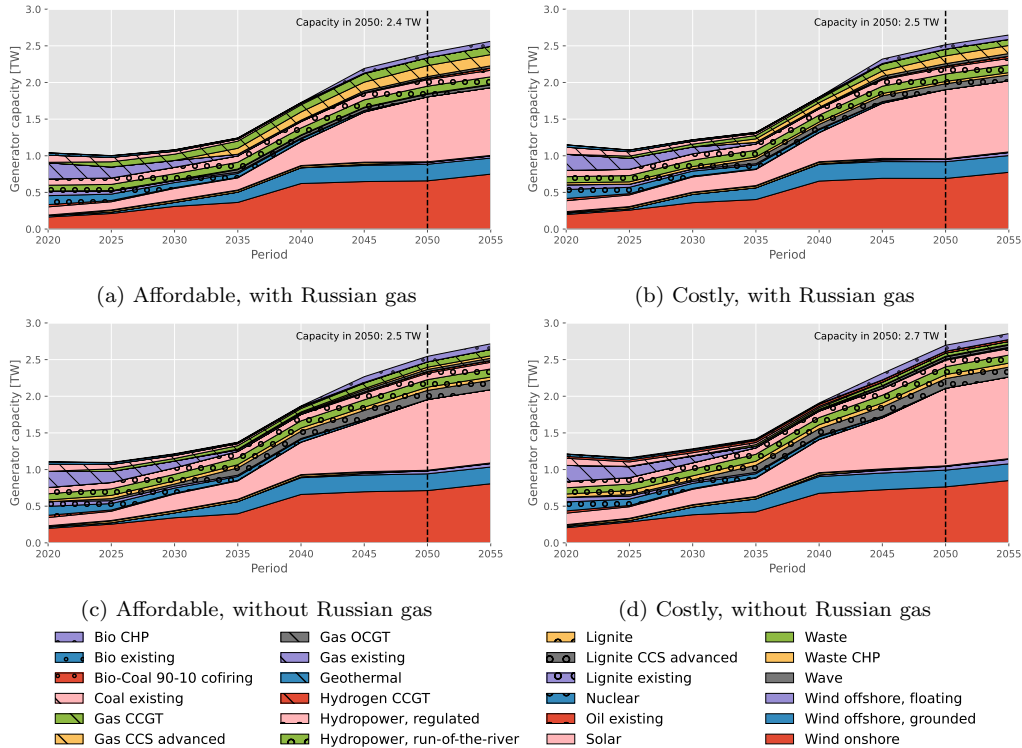 Capacity in 2050: 2.4 TW
Generator capacity [TW]
3.0
2.5
2.0
1.5
1.0
0.5
0.0
2020 2025 2030 2035 2040 2045 2050 2055
Period
(a) Affordable, with Russian gas
Capacity in 2050: 2.5 TW
Generator capacity [TW]
3.0
2.5
2.0
1.5
1.0
0.5
0.0
2020 2025 2030 2035 2040 2045 2050 2055
Period
(b) Costly, with Russian gas
Capacity in 2050: 2.5 TW
Generator capacity [TW]
3.0
2.5
2.0
1.5
1.0
0.5
0.0
2020 2025 2030 2035 2040 2045 2050 2055
Period
(c) Affordable, without Russian gas
Capacity in 2050: 2.7 TW
Generator capacity [TW]
3.0
2.5
2.0
1.5
1.0
0.5
0.0
2020 2025 2030 2035 2040 2045 2050 2055
Period
(d) Costly, without Russian gas
Bio CHP
Bio existing
Bio-Coal 90-10 cofiring
Coal existing
Gas CCGT
Gas CCS advanced
Gas OCGT
Gas existing
Geothermal
Hydrogen CCGT
Hydropower, regulated
Hydropower, run-of-the-river
Lignite
Lignite CCS advanced
Lignite existing
Nuclear
Oil existing
Solar
Waste
Waste CHP
Wave
Wind offshore, floating
Wind offshore, grounded
Wind onshore